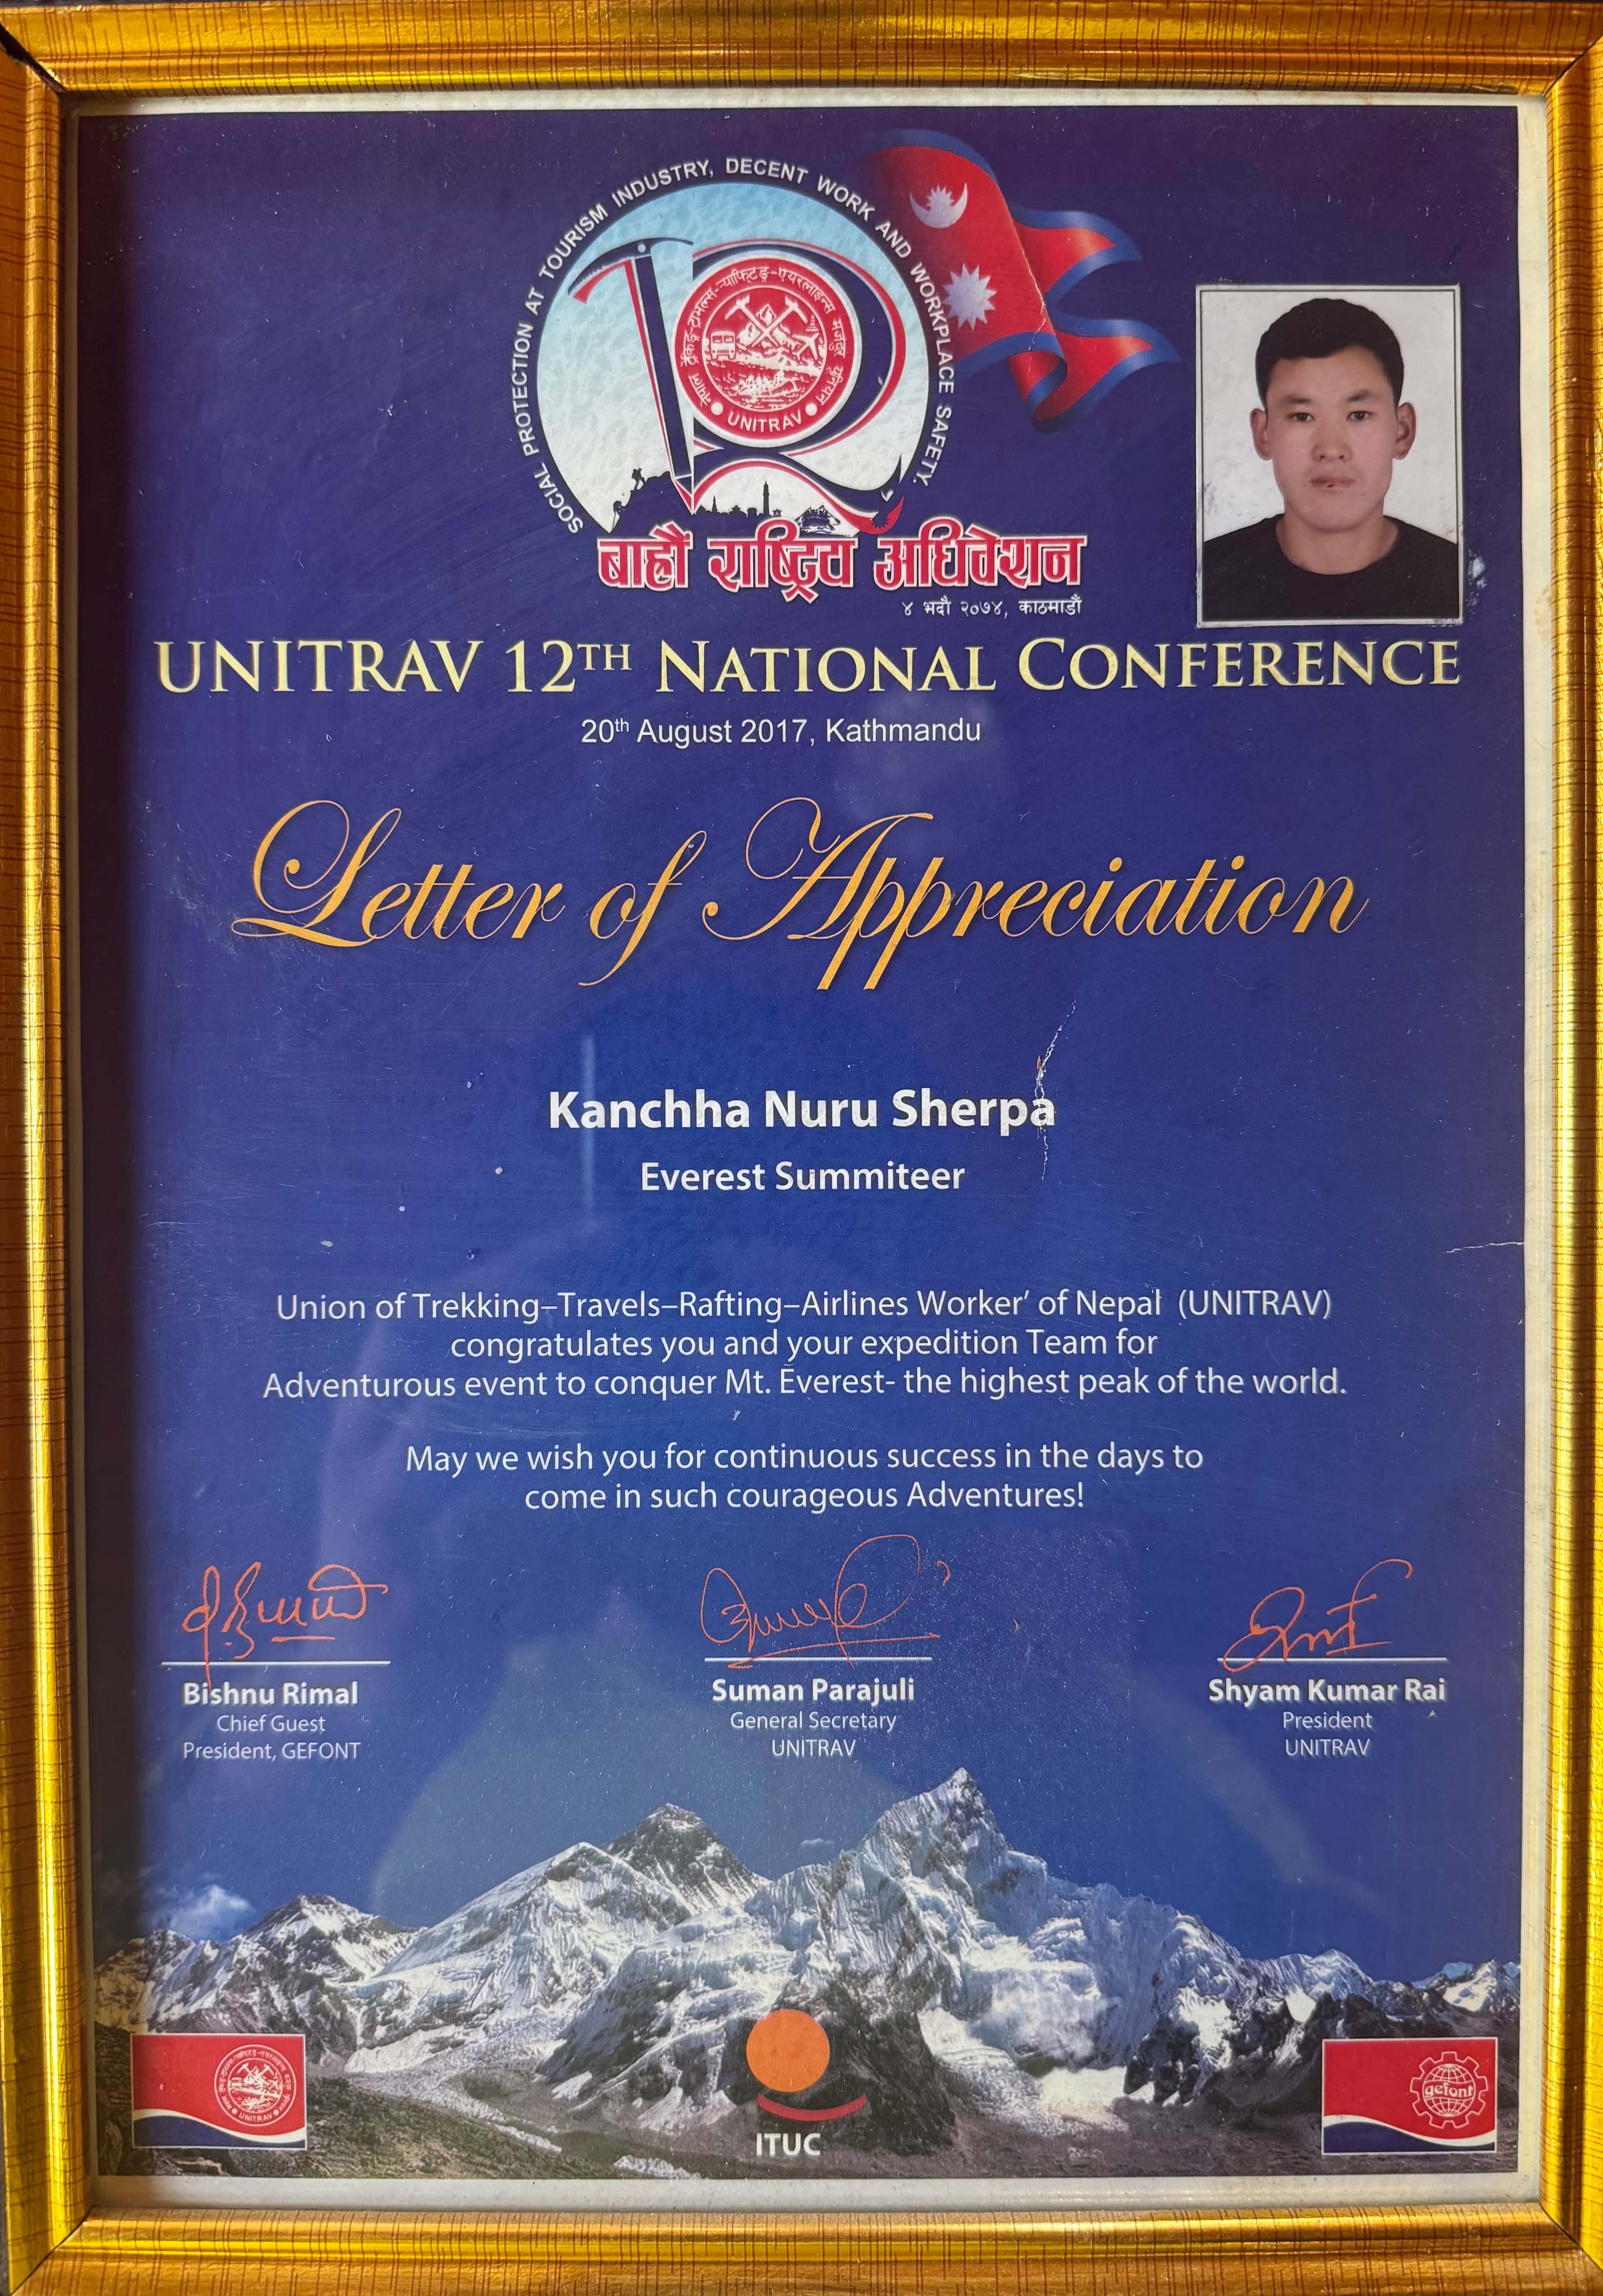 SOCIAL PROTECTION AT TOURISM INDUSTRY, DECENT WORK AND WORKPLACE SAFETY.
नेपाल ट्रेकिङ-ट्राभल्स-र्‍याफ्टिङ-एयरलाइन्स मजदुर यूनियन
UNITRAV
बाह्रौं राष्ट्रिय अधिवेशन
४ भदौ २०७४, काठमाडौं
UNITRAV 12TH NATIONAL CONFERENCE
20th August 2017, Kathmandu
Letter of Appreciation
Kanchha Nuru Sherpa
Everest Summiteer
Union of Trekking–Travels–Rafting–Airlines Worker' of Nepal (UNITRAV)
congratulates you and your expedition Team for
Adventurous event to conquer Mt. Everest- the highest peak of the world.
May we wish you for continuous success in the days to
come in such courageous Adventures!
Bishnu Rimal
Chief Guest
President, GEFONT
Suman Parajuli
General Secretary
UNITRAV
Shyam Kumar Rai
President
UNITRAV
UNITRAV
ITUC
gefont